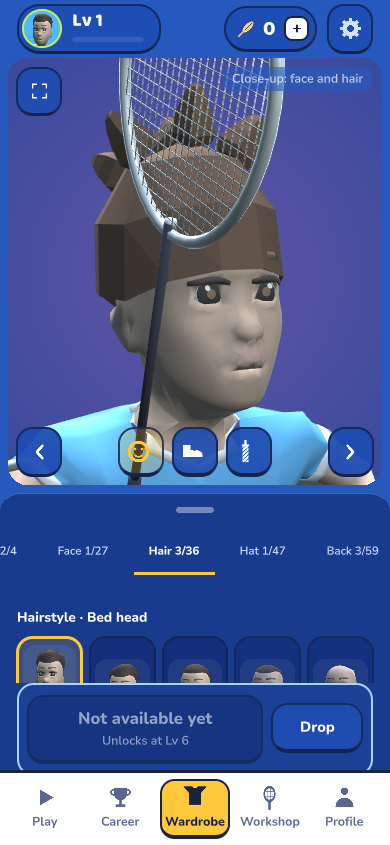 Lv 1
0
+
Close-up: face and hair
2/4
Face 1/27
Hair 3/36
Hat 1/47
Back 3/59
Hairstyle · Bed head
Not available yet
Unlocks at Lv 6
Drop
Play
Career
Wardrobe
Workshop
Profile